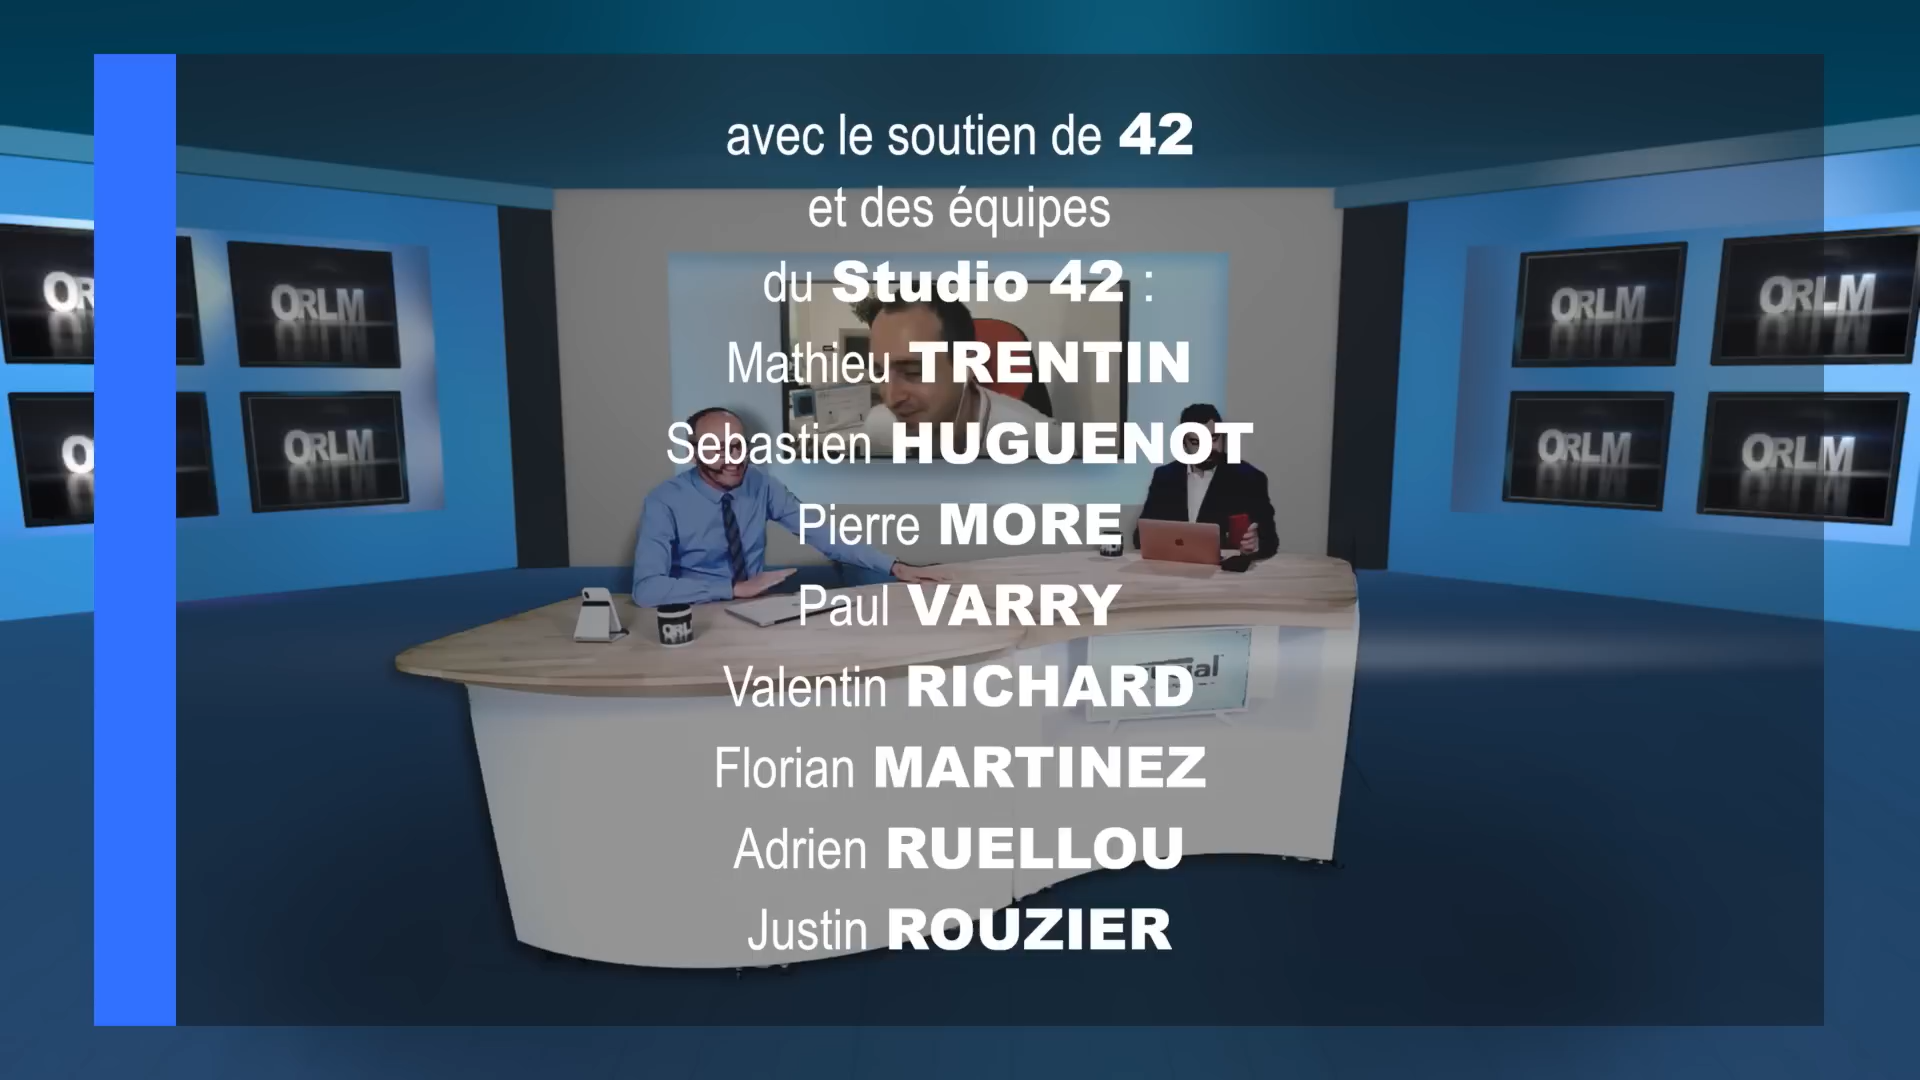 avec le soutien de 42
et des équipes
du Studio 42 :
Mathieu TRENTIN
Sebastien HUGUENOT
Pierre MORE
Paul VARRY
Valentin RICHARD
Florian MARTINEZ
Adrien RUELLOU
Justin ROUZIER
ORLM
ORLM
ORLM
ORLM
ORLM
ORLM
ORLM